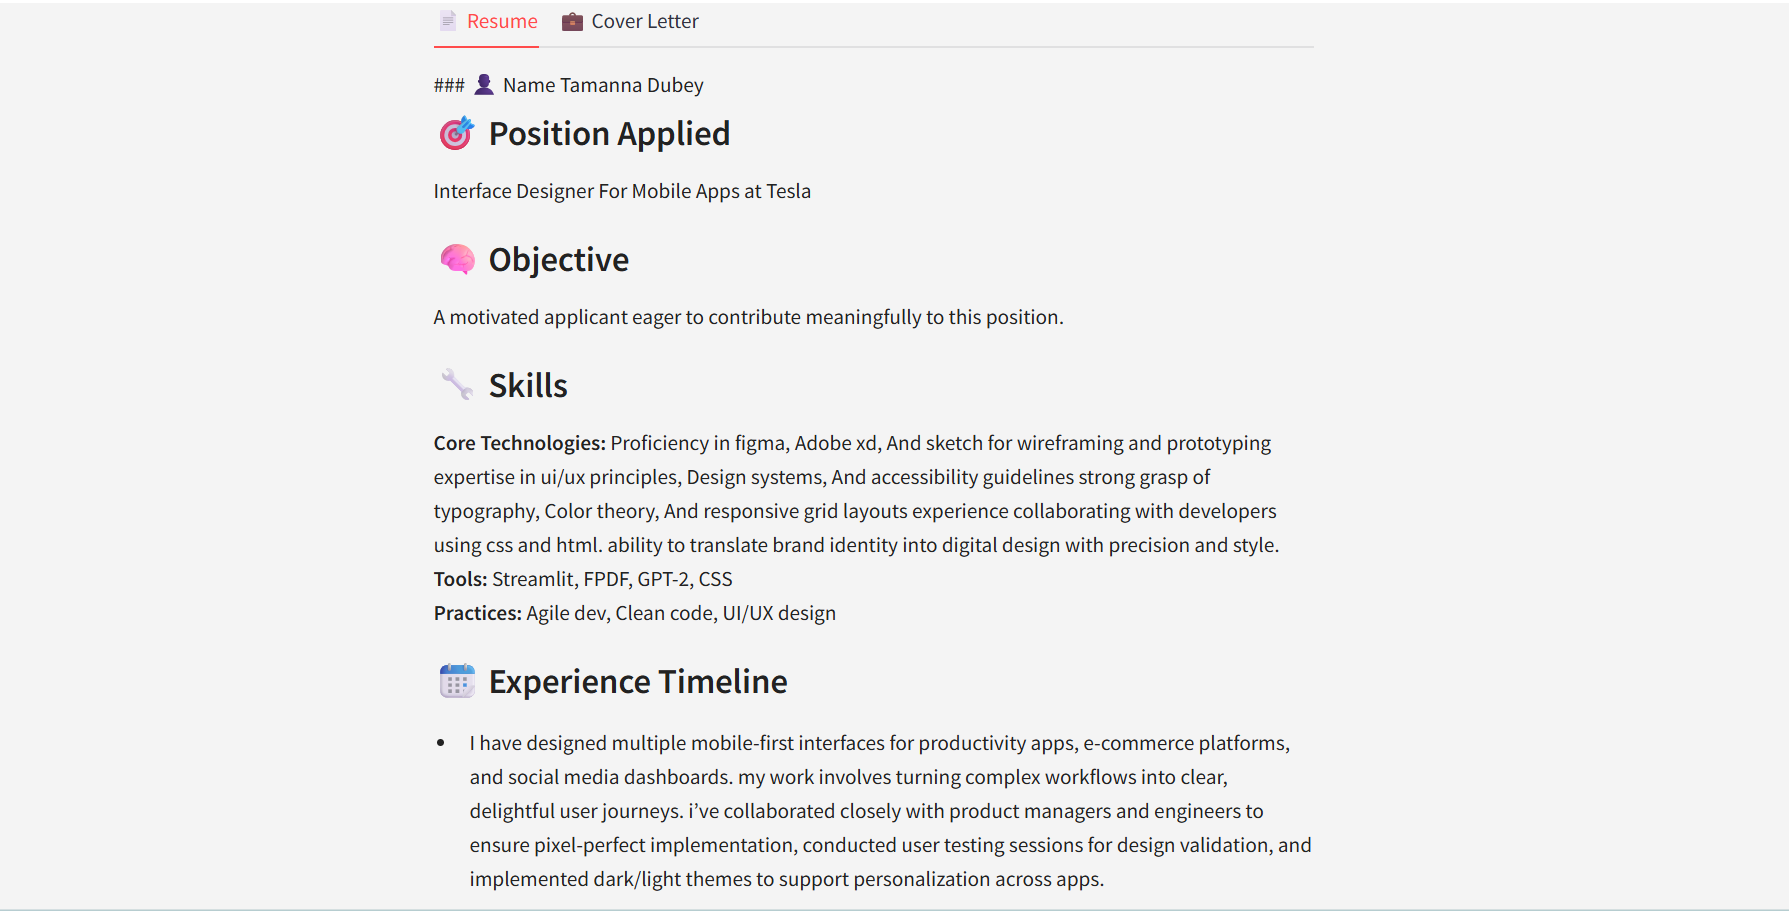 Resume Cover Letter
### Name Tamanna Dubey
Position Applied
Interface Designer For Mobile Apps at Tesla
Objective
A motivated applicant eager to contribute meaningfully to this position.
Skills
Core Technologies: Proficiency in figma, Adobe xd, And sketch for wireframing and prototyping
expertise in ui/ux principles, Design systems, And accessibility guidelines strong grasp of
typography, Color theory, And responsive grid layouts experience collaborating with developers
using css and html. ability to translate brand identity into digital design with precision and style.
Tools: Streamlit, FPDF, GPT-2, CSS
Practices: Agile dev, Clean code, UI/UX design
Experience Timeline
• I have designed multiple mobile-first interfaces for productivity apps, e-commerce platforms,
and social media dashboards. my work involves turning complex workflows into clear,
delightful user journeys. i’ve collaborated closely with product managers and engineers to
ensure pixel-perfect implementation, conducted user testing sessions for design validation, and
implemented dark/light themes to support personalization across apps.